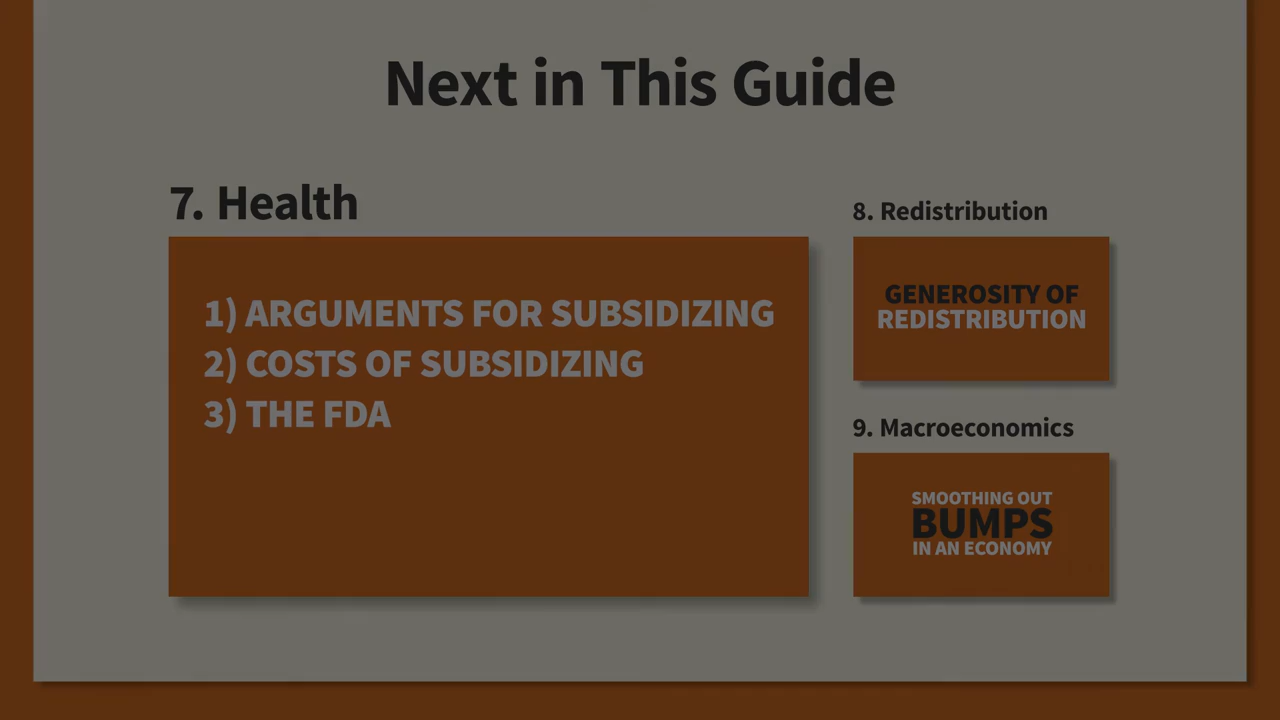 Next in This Guide
7. Health
1) ARGUMENTS FOR SUBSIDIZING
2) COSTS OF SUBSIDIZING
3) THE FDA
8. Redistribution
GENEROSITY OF
REDISTRIBUTION
9. Macroeconomics
SMOOTHING OUT
BUMPS
IN AN ECONOMY